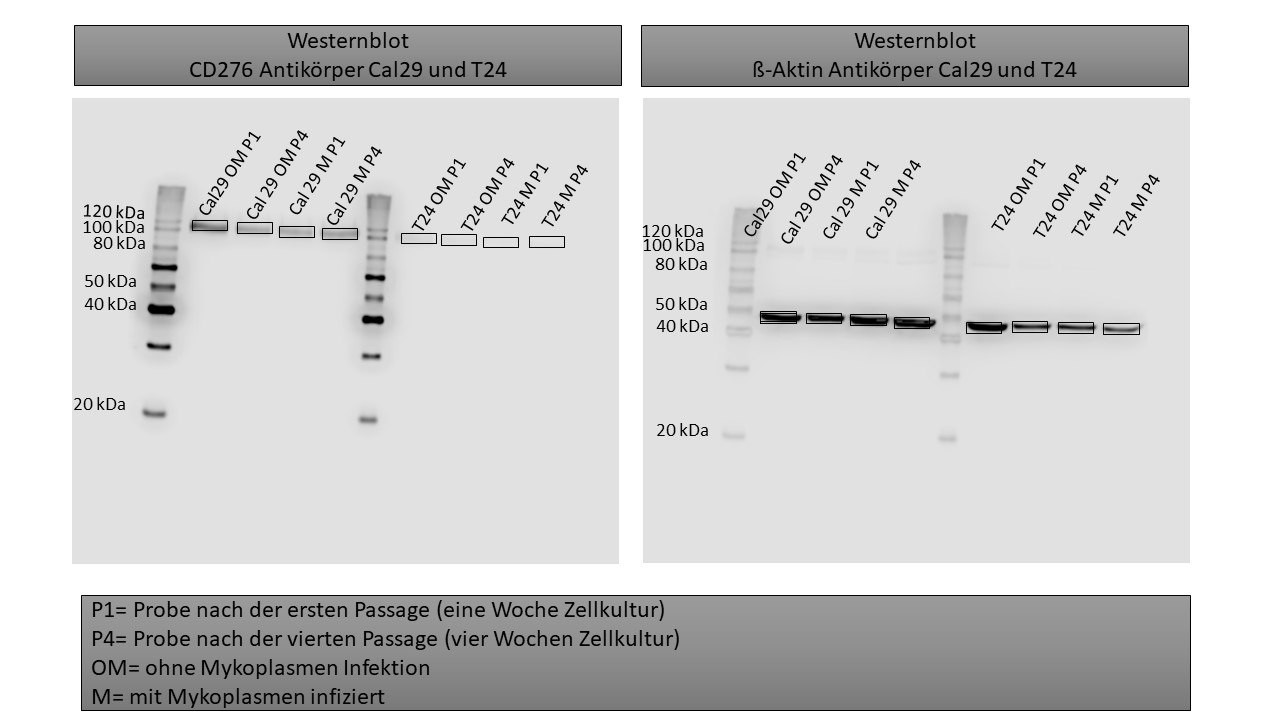 Westernblot
CD276 Antikörper Cal29 und T24
Westernblot
ß-Aktin Antikörper Cal29 und T24
Cal29 OM P1
Cal 29 OM P4
Cal 29 M P1
Cal 29 M P4
T24 OM P1
T24 OM P4
T24 M P1
T24 M P4
120 kDa
100 kDa
80 kDa
50 kDa
40 kDa
20 kDa
Cal29 OM P1
Cal 29 OM P4
Cal 29 M P1
Cal 29 M P4
T24 OM P1
T24 OM P4
T24 M P1
T24 M P4
120 kDa
100 kDa
80 kDa
50 kDa
40 kDa
20 kDa
P1= Probe nach der ersten Passage (eine Woche Zellkultur)
P4= Probe nach der vierten Passage (vier Wochen Zellkultur)
OM= ohne Mykoplasmen Infektion
M= mit Mykoplasmen infiziert